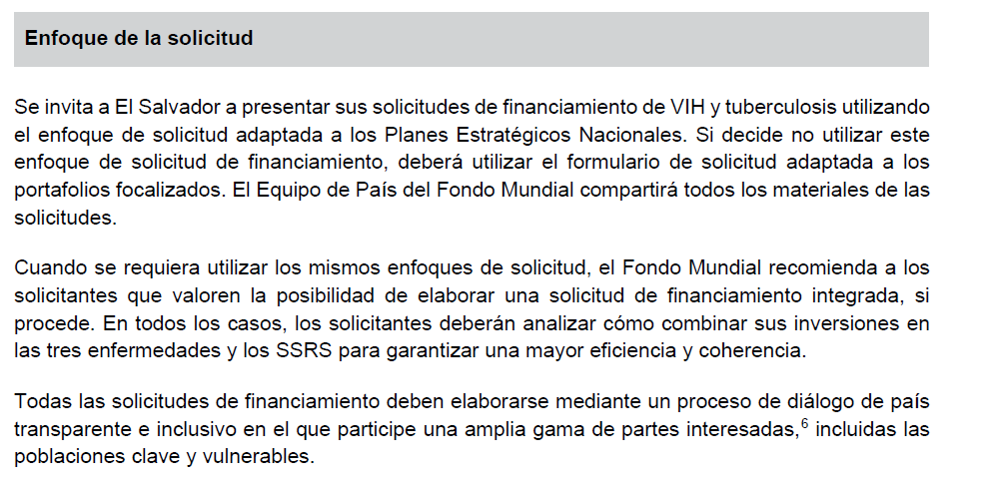 Enfoque de la solicitud
Se invita a El Salvador a presentar sus solicitudes de financiamiento de VIH y tuberculosis utilizando
el enfoque de solicitud adaptada a los Planes Estratégicos Nacionales. Si decide no utilizar este
enfoque de solicitud de financiamiento, deberá utilizar el formulario de solicitud adaptada a los
portafolios focalizados. El Equipo de País del Fondo Mundial compartirá todos los materiales de las
solicitudes.
Cuando se requiera utilizar los mismos enfoques de solicitud, el Fondo Mundial recomienda a los
solicitantes que valoren la posibilidad de elaborar una solicitud de financiamiento integrada, si
procede. En todos los casos, los solicitantes deberán analizar cómo combinar sus inversiones en
las tres enfermedades y los SSRS para garantizar una mayor eficiencia y coherencia.
Todas las solicitudes de financiamiento deben elaborarse mediante un proceso de diálogo de país
transparente e inclusivo en el que participe una amplia gama de partes interesadas,⁶ incluidas las
poblaciones clave y vulnerables.